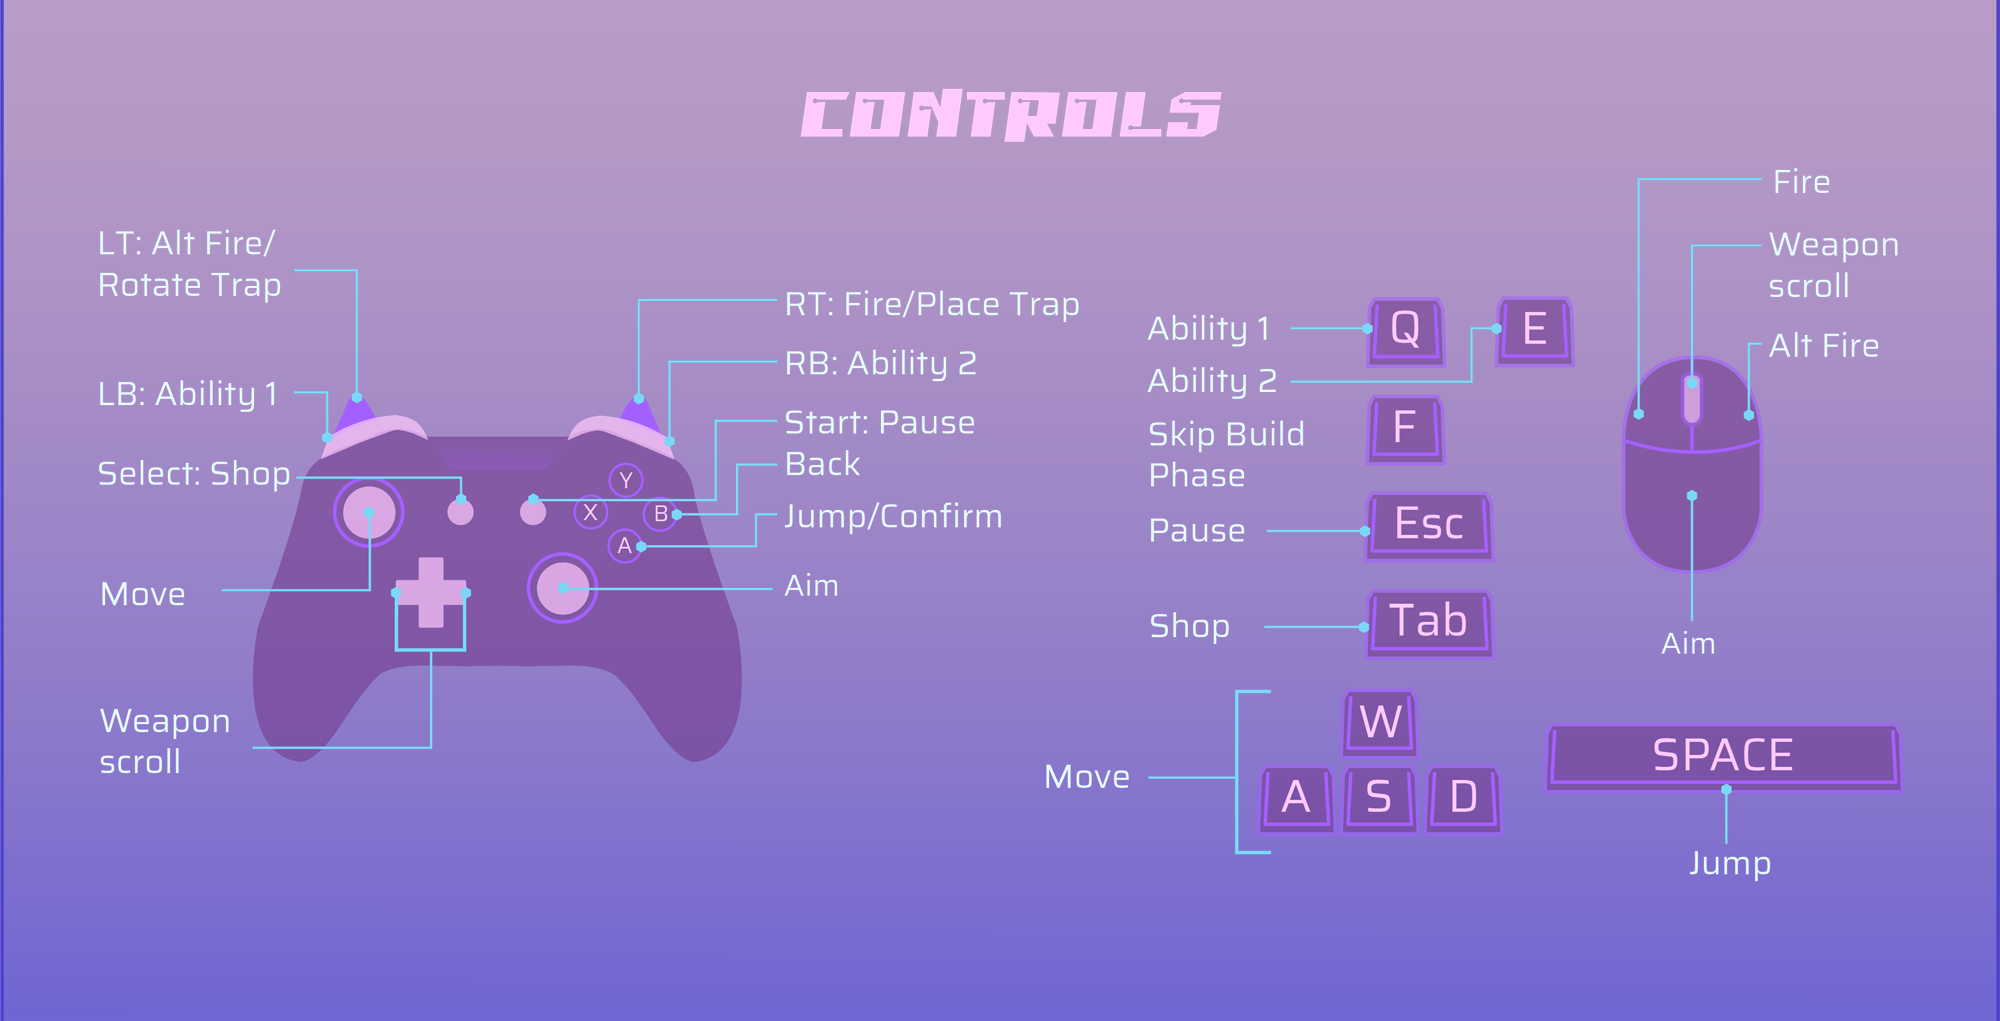 CONTROLS
LT: Alt Fire/
Rotate Trap
LB: Ability 1
Select: Shop
Move
Weapon
scroll
RT: Fire/Place Trap
RB: Ability 2
Start: Pause
Back
Jump/Confirm
Aim
Y
X
B
A
Ability 1
Q
E
Ability 2
Skip Build
Phase
F
Pause
Esc
Shop
Tab
Move
W
A
S
D
Fire
Weapon
scroll
Alt Fire
Aim
SPACE
Jump